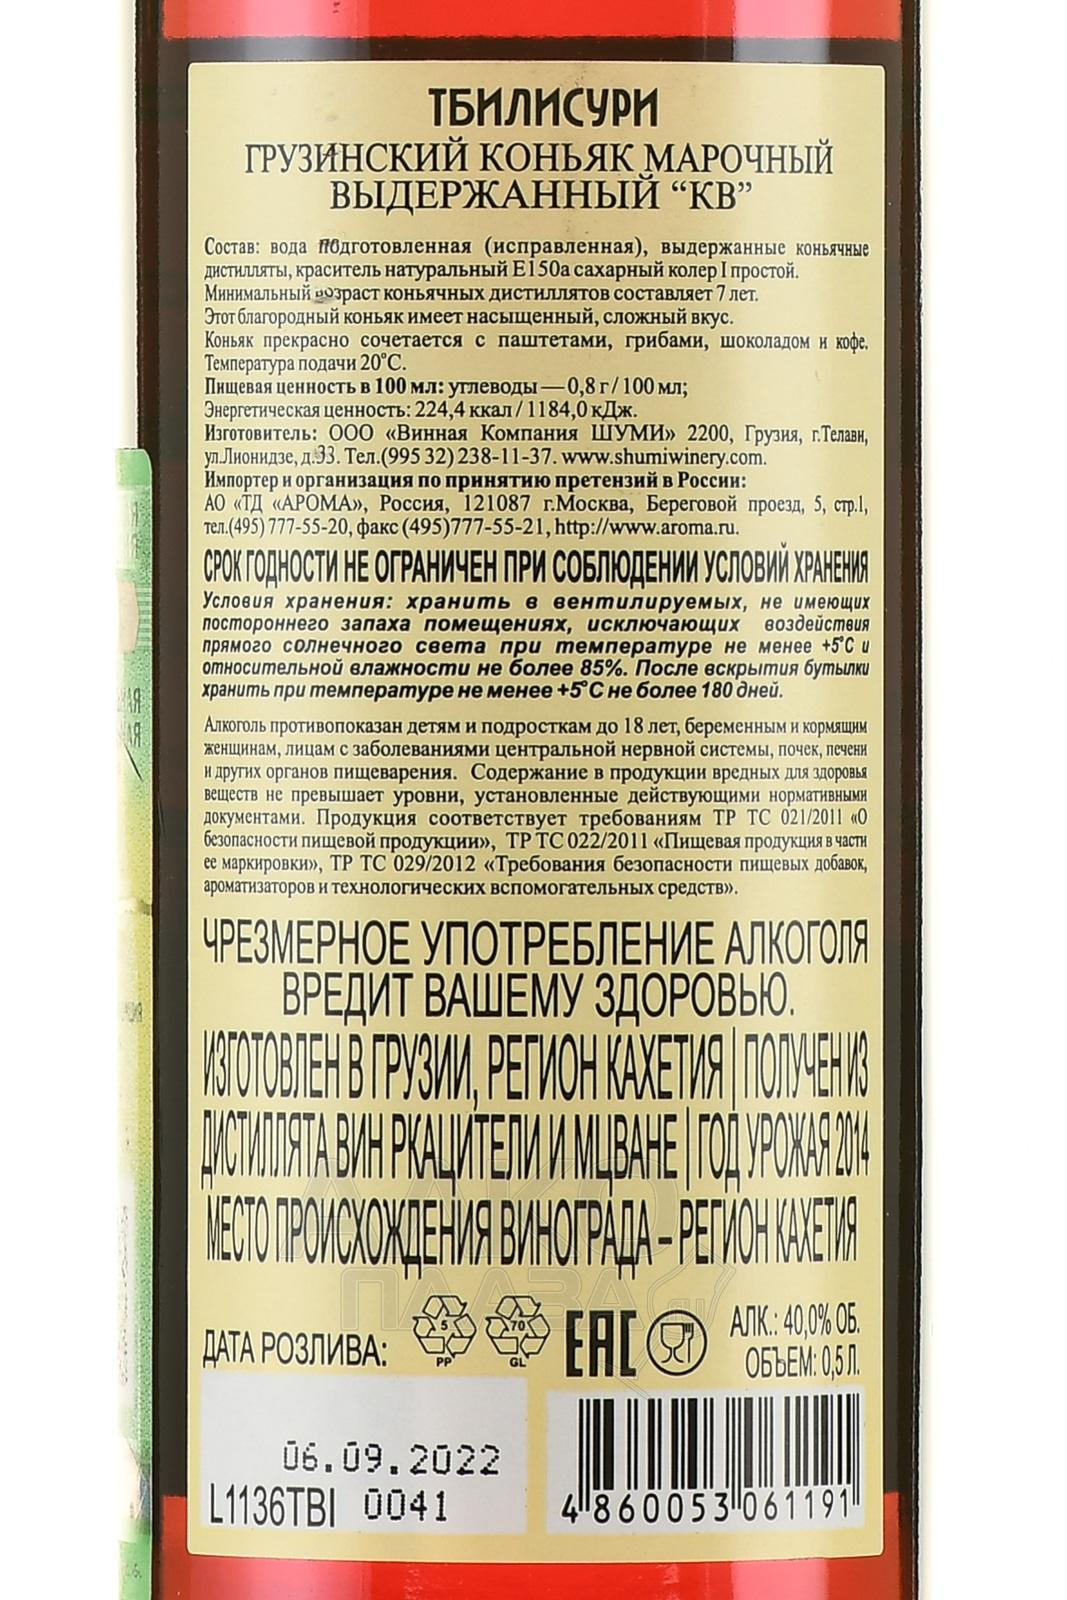 ТБИЛИСУРИ
ГРУЗИНСКИЙ КОНЬЯК МАРОЧНЫЙ
ВЫДЕРЖАННЫЙ “КВ”
Состав: вода подготовленная (исправленная), выдержанные коньячные
дистилляты, краситель натуральный Е150а сахарный колер I простой.
Минимальный возраст коньячных дистиллятов составляет 7 лет.
Этот благородный коньяк имеет насыщенный, сложный вкус.
Коньяк прекрасно сочетается с паштетами, грибами, шоколадом и кофе.
Температура подачи 20°С.
Пищевая ценность в 100 мл: углеводы — 0,8 г / 100 мл;
Энергетическая ценность: 224,4 ккал / 1184,0 кДж.
Изготовитель: ООО «Винная Компания ШУМИ» 2200, Грузия, г.Телави,
ул.Лионидзе, д.33. Тел.(995 32) 238-11-37. www.shumiwinery.com.
Импортер и организация по принятию претензий в России:
АО «ТД «АРОМА», Россия, 121087 г.Москва, Береговой проезд, 5, стр.1,
тел.(495) 777-55-20, факс (495)777-55-21, http://www.aroma.ru.
СРОК ГОДНОСТИ НЕ ОГРАНИЧЕН ПРИ СОБЛЮДЕНИИ УСЛОВИЙ ХРАНЕНИЯ
Условия хранения: хранить в вентилируемых, не имеющих
постороннего запаха помещениях, исключающих воздействия
прямого солнечного света при температуре не менее +5°С и
относительной влажности не более 85%. После вскрытия бутылки
хранить при температуре не менее +5°С не более 180 дней.
Алкоголь противопоказан детям и подросткам до 18 лет, беременным и кормящим
женщинам, лицам с заболеваниями центральной нервной системы, почек, печени
и других органов пищеварения. Содержание в продукции вредных для здоровья
веществ не превышает уровни, установленные действующими нормативными
документами. Продукция соответствует требованиям ТР ТС 021/2011 «О
безопасности пищевой продукции», ТР ТС 022/2011 «Пищевая продукция в части
ее маркировки», ТР ТС 029/2012 «Требования безопасности пищевых добавок,
ароматизаторов и технологических вспомогательных средств».
ЧРЕЗМЕРНОЕ УПОТРЕБЛЕНИЕ АЛКОГОЛЯ
ВРЕДИТ ВАШЕМУ ЗДОРОВЬЮ.
ИЗГОТОВЛЕН В ГРУЗИИ, РЕГИОН КАХЕТИЯ | ПОЛУЧЕН ИЗ
ДИСТИЛЛЯТА ВИН РКАЦИТЕЛИ И МЦВАНЕ | ГОД УРОЖАЯ 2014
МЕСТО ПРОИСХОЖДЕНИЯ ВИНОГРАДА – РЕГИОН КАХЕТИЯ
АЛКО
ПЛАЗА.ru
ДАТА РОЗЛИВА:
5
PP
70
GL
EAC
АЛК.: 40,0% ОБ.
ОБЪЕМ: 0,5 Л.
06.09.2022
L1136TBI 0041
4 860053 061191